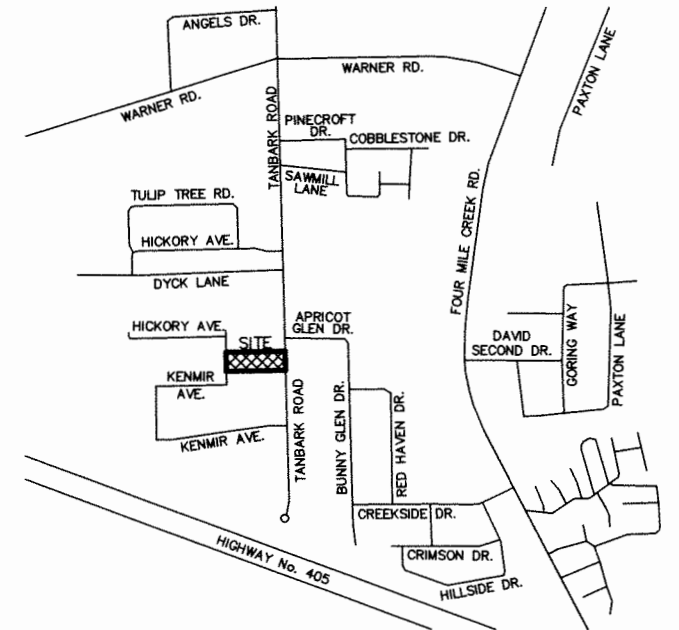 ANGELS DR.
WARNER RD.
WARNER RD.
PAXTON LANE
TANBARK ROAD
PINECROFT
DR.
COBBLESTONE DR.
SAWMILL
LANE
TULIP TREE RD.
HICKORY AVE.
DYCK LANE
FOUR MILE CREEK RD.
HICKORY AVE.
SITE
APRICOT
GLEN DR.
DAVID
SECOND DR.
GORING WAY
PAXTON LANE
KENMIR
AVE.
KENMIR AVE.
TANBARK ROAD
BUNNY GLEN DR.
RED HAVEN DR.
CREEKSIDE DR.
CRIMSON DR.
HILLSIDE DR.
HIGHWAY No. 405